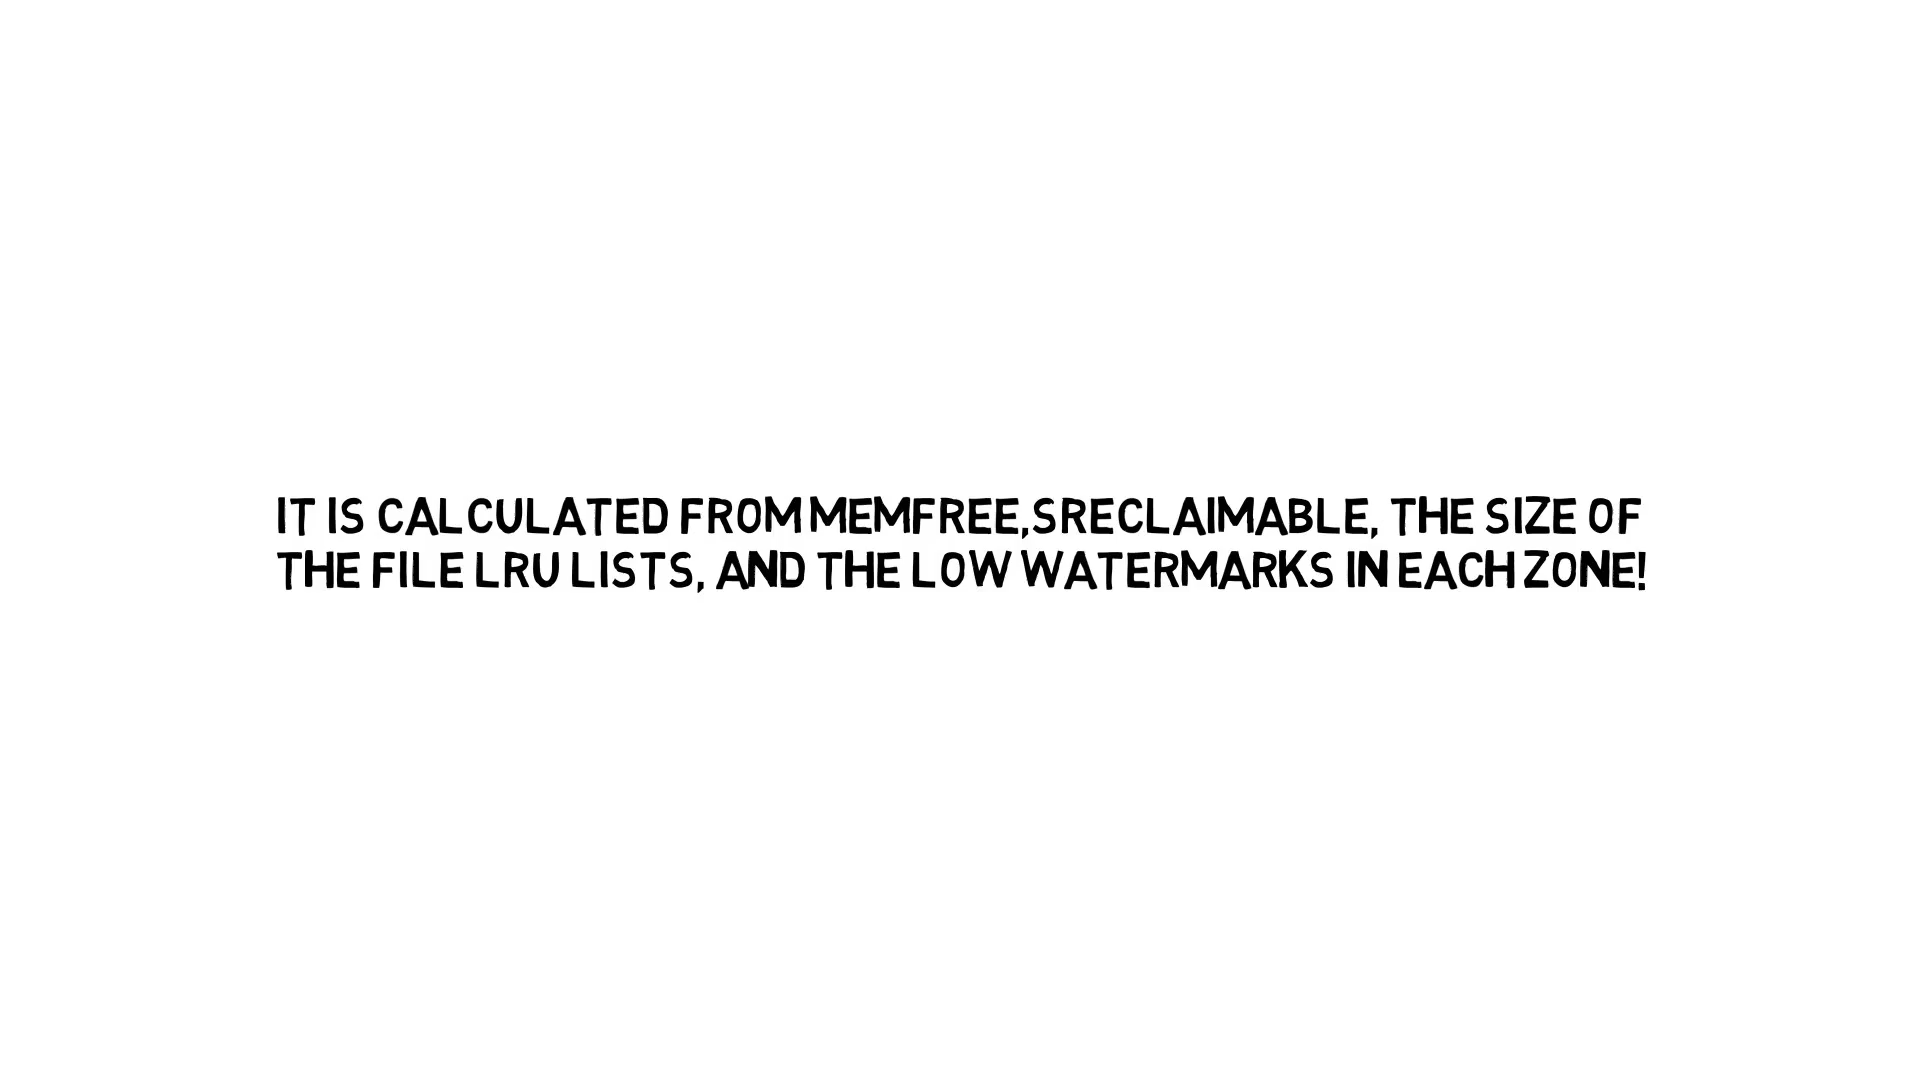 IT IS CALCULATED FROM MEMFREE,SRECLAIMABLE, THE SIZE OF
THE FILE LRU LISTS, AND THE LOW WATERMARKS IN EACH ZONE!